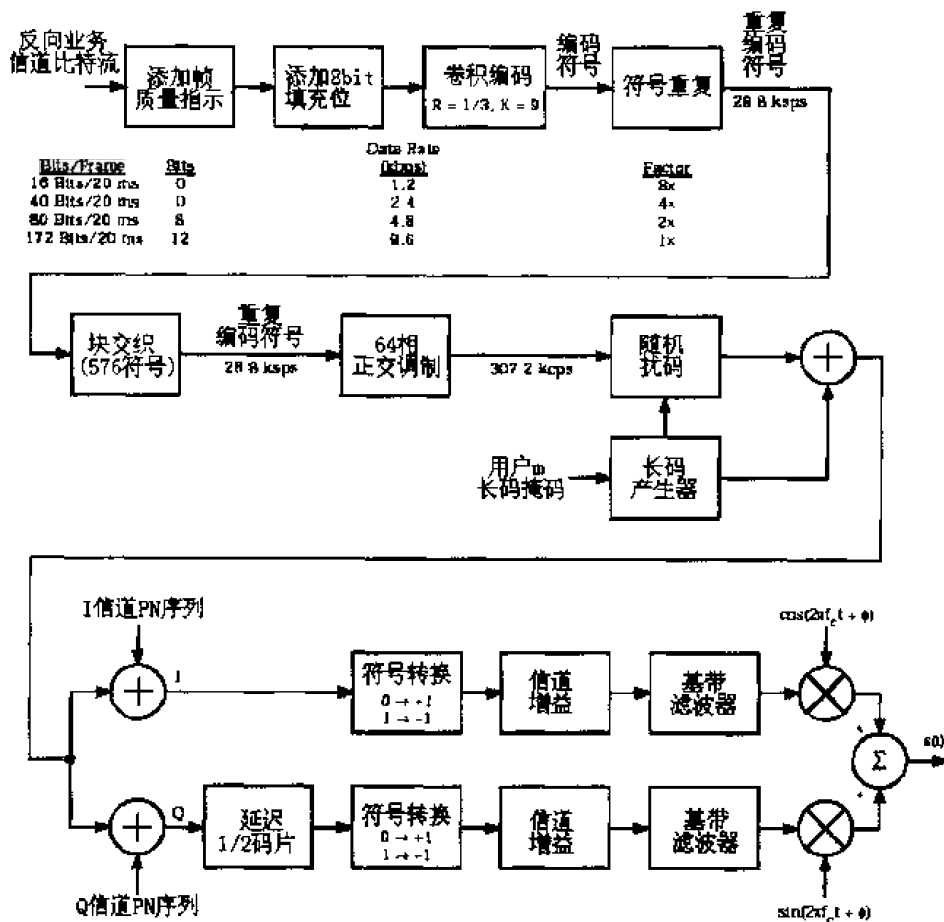 反向业务
信道比特流
添加帧
质量指示
添加8bit
填充位
卷积编码
R = 1/3, K = 9
编码
符号
符号重复
重复
编码
符号
28.8 ksps
Bits/Frame Bits Data Rate (kbps) Factor
16 Bits/20 ms 0 1.2 8x
40 Bits/20 ms 0 2.4 4x
80 Bits/20 ms 8 4.8 2x
172 Bits/20 ms 12 9.6 1x
块交织
(576符号)
重复
编码符号
28.8 ksps
64相
正交调制
307.2 kcps
随机
扰码
+
用户m
长码掩码
长码
产生器
I信道PN序列
+
I
符号转换
0 → +1
1 → -1
信道
增益
基带
滤波器
cos(2πf_c t + φ)
Σ
s(t)
+
Q
延迟
1/2码片
符号转换
0 → +1
1 → -1
信道
增益
基带
滤波器
Q信道PN序列
sin(2πf_c t + φ)